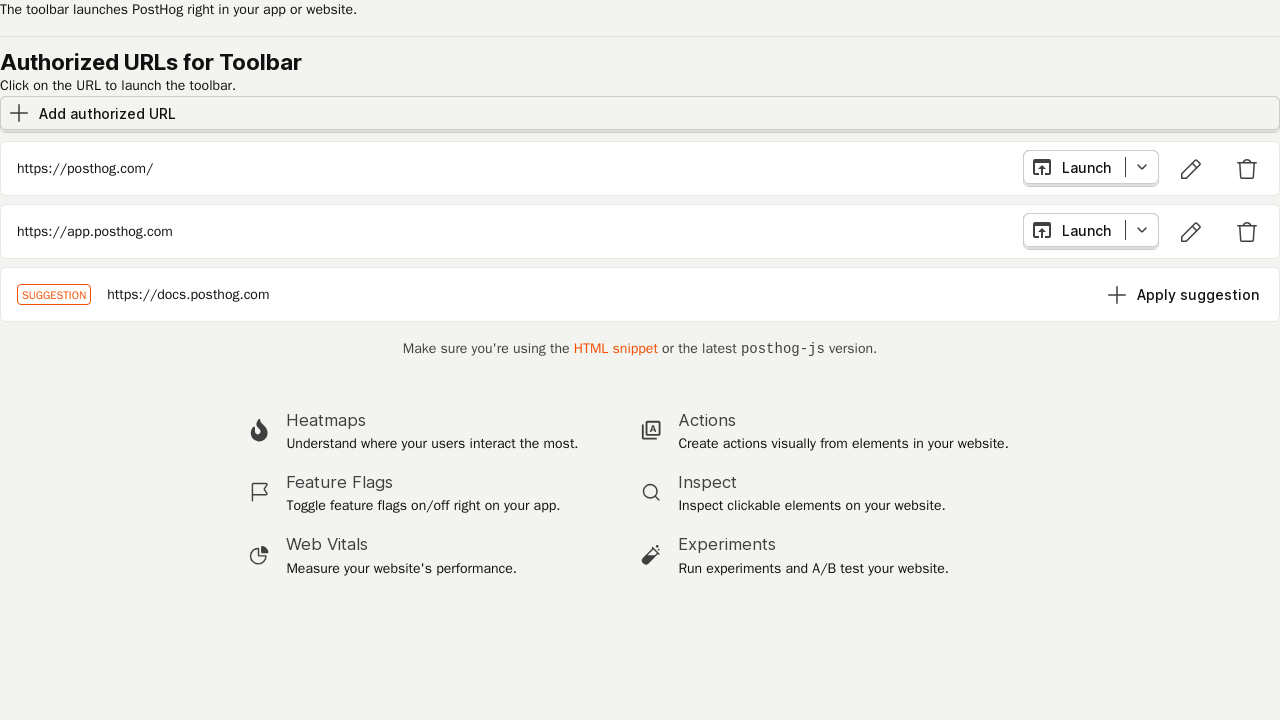 The toolbar launches PostHog right in your app or website.
Authorized URLs for Toolbar
Click on the URL to launch the toolbar.
Add authorized URL
https://posthog.com/
Launch
https://app.posthog.com
Launch
SUGGESTION https://docs.posthog.com
Apply suggestion
Make sure you're using the HTML snippet or the latest posthog-js version.
Heatmaps
Understand where your users interact the most.
Actions
Create actions visually from elements in your website.
Feature Flags
Toggle feature flags on/off right on your app.
Inspect
Inspect clickable elements on your website.
Web Vitals
Measure your website's performance.
Experiments
Run experiments and A/B test your website.